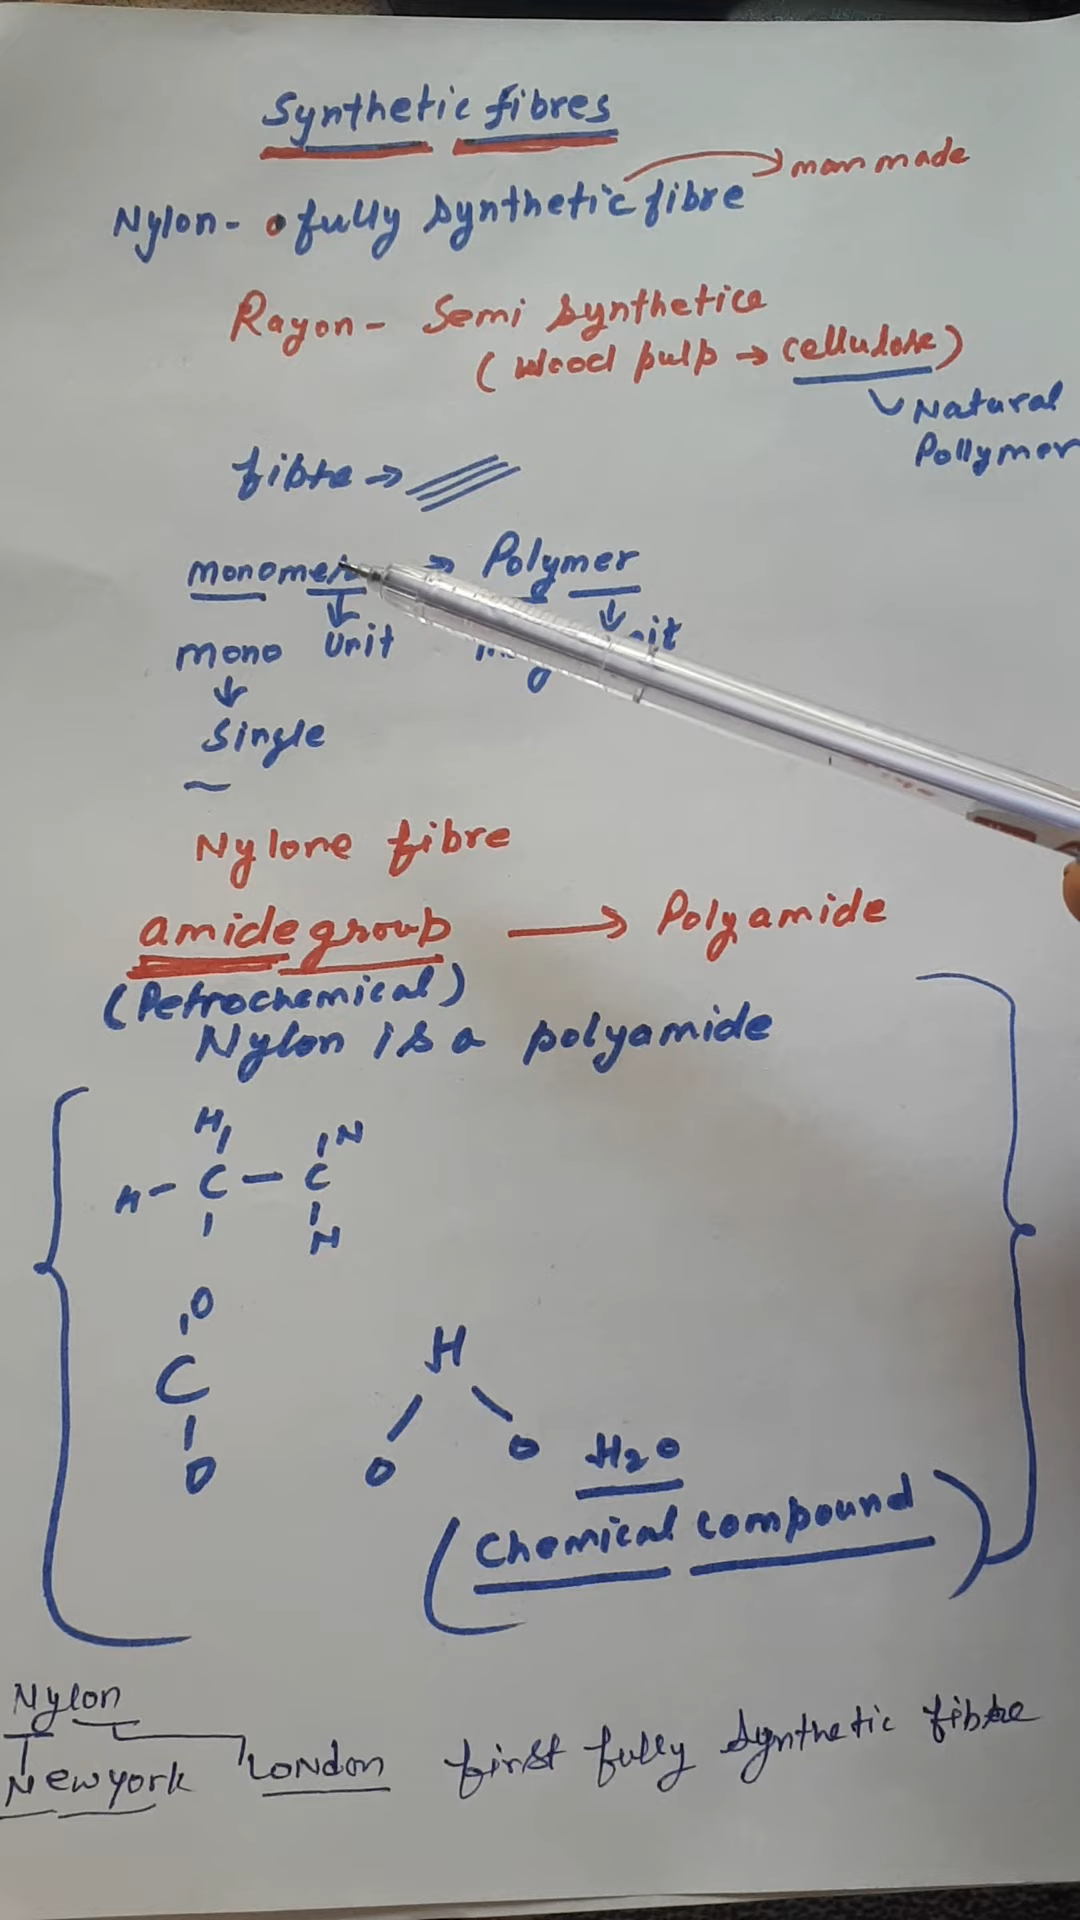 Synthetic fibres
man made
Nylon- fully synthetic fibre
Rayon- Semi synthetice
(wood pulp → cellulose)
Natural
Pollymer
fibre →
monomer → Polymer
mono Unit
Single
Nylone fibre
amide group → Polyamide
(Petrochemical)
Nylon is a polyamide
H N
H - C - C
N
O
C
O
H
O O H2O
(Chemical compound)
Nylon
Newyork London first fully synthetic fibre